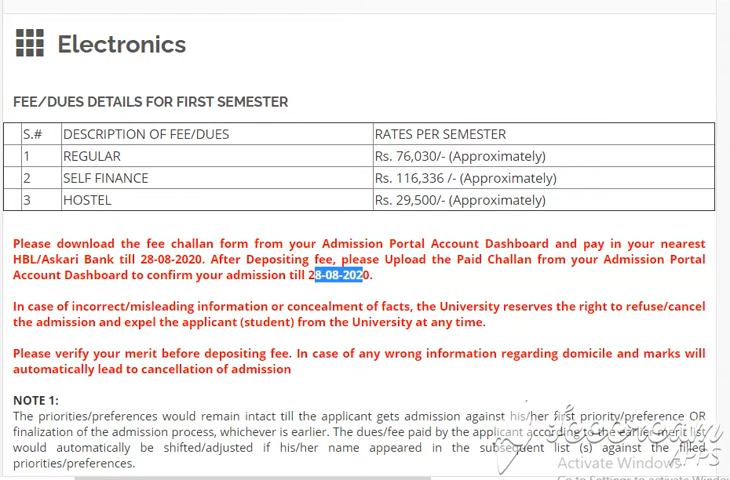 Electronics
FEE/DUES DETAILS FOR FIRST SEMESTER
S.# DESCRIPTION OF FEE/DUES RATES PER SEMESTER
1 REGULAR Rs. 76,030/- (Approximately)
2 SELF FINANCE Rs. 116,336 /- (Approximately)
3 HOSTEL Rs. 29,500/- (Approximately)
Please download the fee challan form from your Admission Portal Account Dashboard and pay in your nearest
HBL/Askari Bank till 28-08-2020. After Depositing fee, please Upload the Paid Challan from your Admission Portal
Account Dashboard to confirm your admission till 28-08-2020.
In case of incorrect/misleading information or concealment of facts, the University reserves the right to refuse/cancel
the admission and expel the applicant (student) from the University at any time.
Please verify your merit before depositing fee. In case of any wrong information regarding domicile and marks will
automatically lead to cancellation of admission
NOTE 1:
The priorities/preferences would remain intact till the applicant gets admission against his/her first priority/preference OR
finalization of the admission process, whichever is earlier. The dues/fee paid by the applicant according to the earlier merit list
would automatically be shifted/adjusted if his/her name appeared in the subsequent list (s) against the filled
priorities/preferences.
icecream
APPS
Activate Windows
Go to Settings to activate Windows